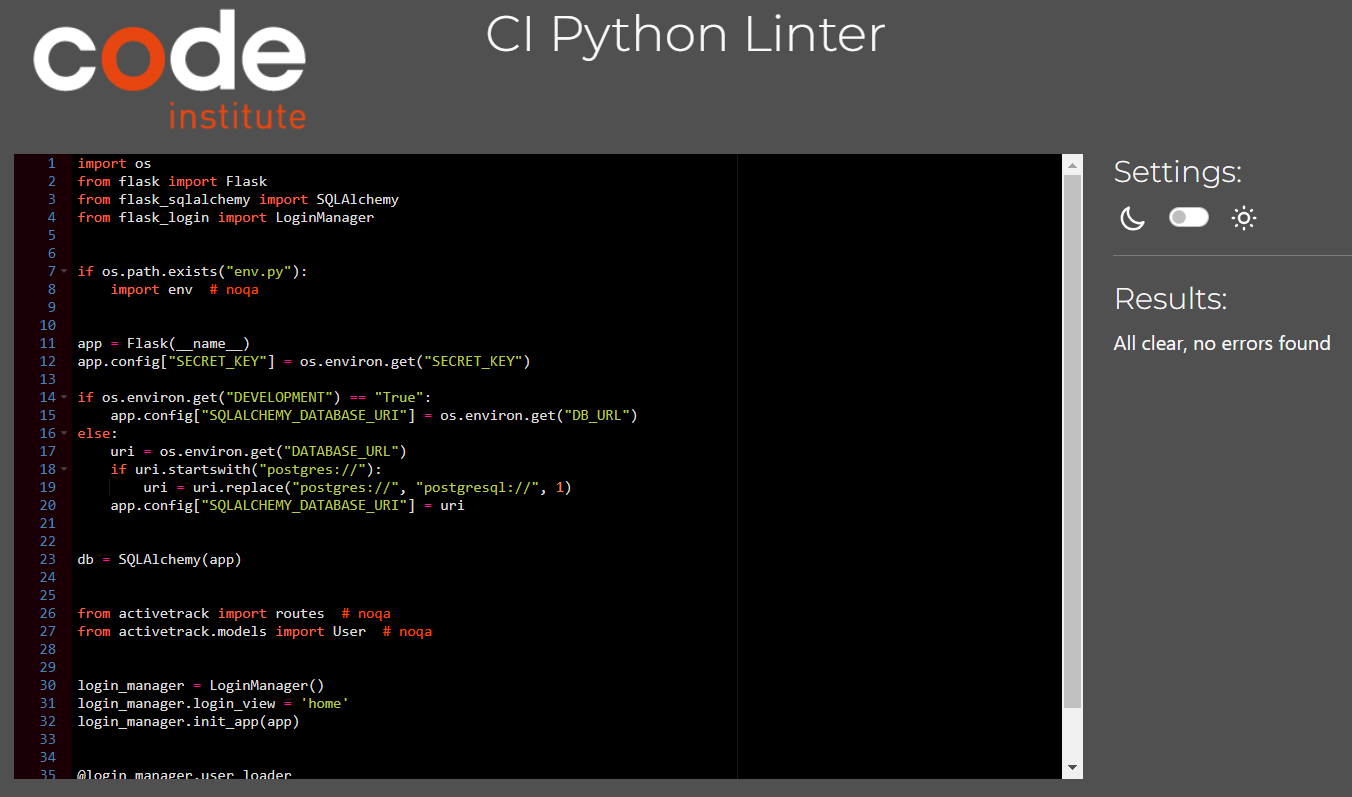 code
institute
CI Python Linter
1 import os
2 from flask import Flask
3 from flask_sqlalchemy import SQLAlchemy
4 from flask_login import LoginManager
5
6
7 if os.path.exists("env.py"):
8     import env  # noqa
9
10
11 app = Flask(__name__)
12 app.config["SECRET_KEY"] = os.environ.get("SECRET_KEY")
13
14 if os.environ.get("DEVELOPMENT") == "True":
15     app.config["SQLALCHEMY_DATABASE_URI"] = os.environ.get("DB_URL")
16 else:
17     uri = os.environ.get("DATABASE_URL")
18     if uri.startswith("postgres://"):
19         uri = uri.replace("postgres://", "postgresql://", 1)
20     app.config["SQLALCHEMY_DATABASE_URI"] = uri
21
22
23 db = SQLAlchemy(app)
24
25
26 from activetrack import routes  # noqa
27 from activetrack.models import User  # noqa
28
29
30 login_manager = LoginManager()
31 login_manager.login_view = 'home'
32 login_manager.init_app(app)
33
34
35 @login_manager.user_loader
Settings:
Results:
All clear, no errors found